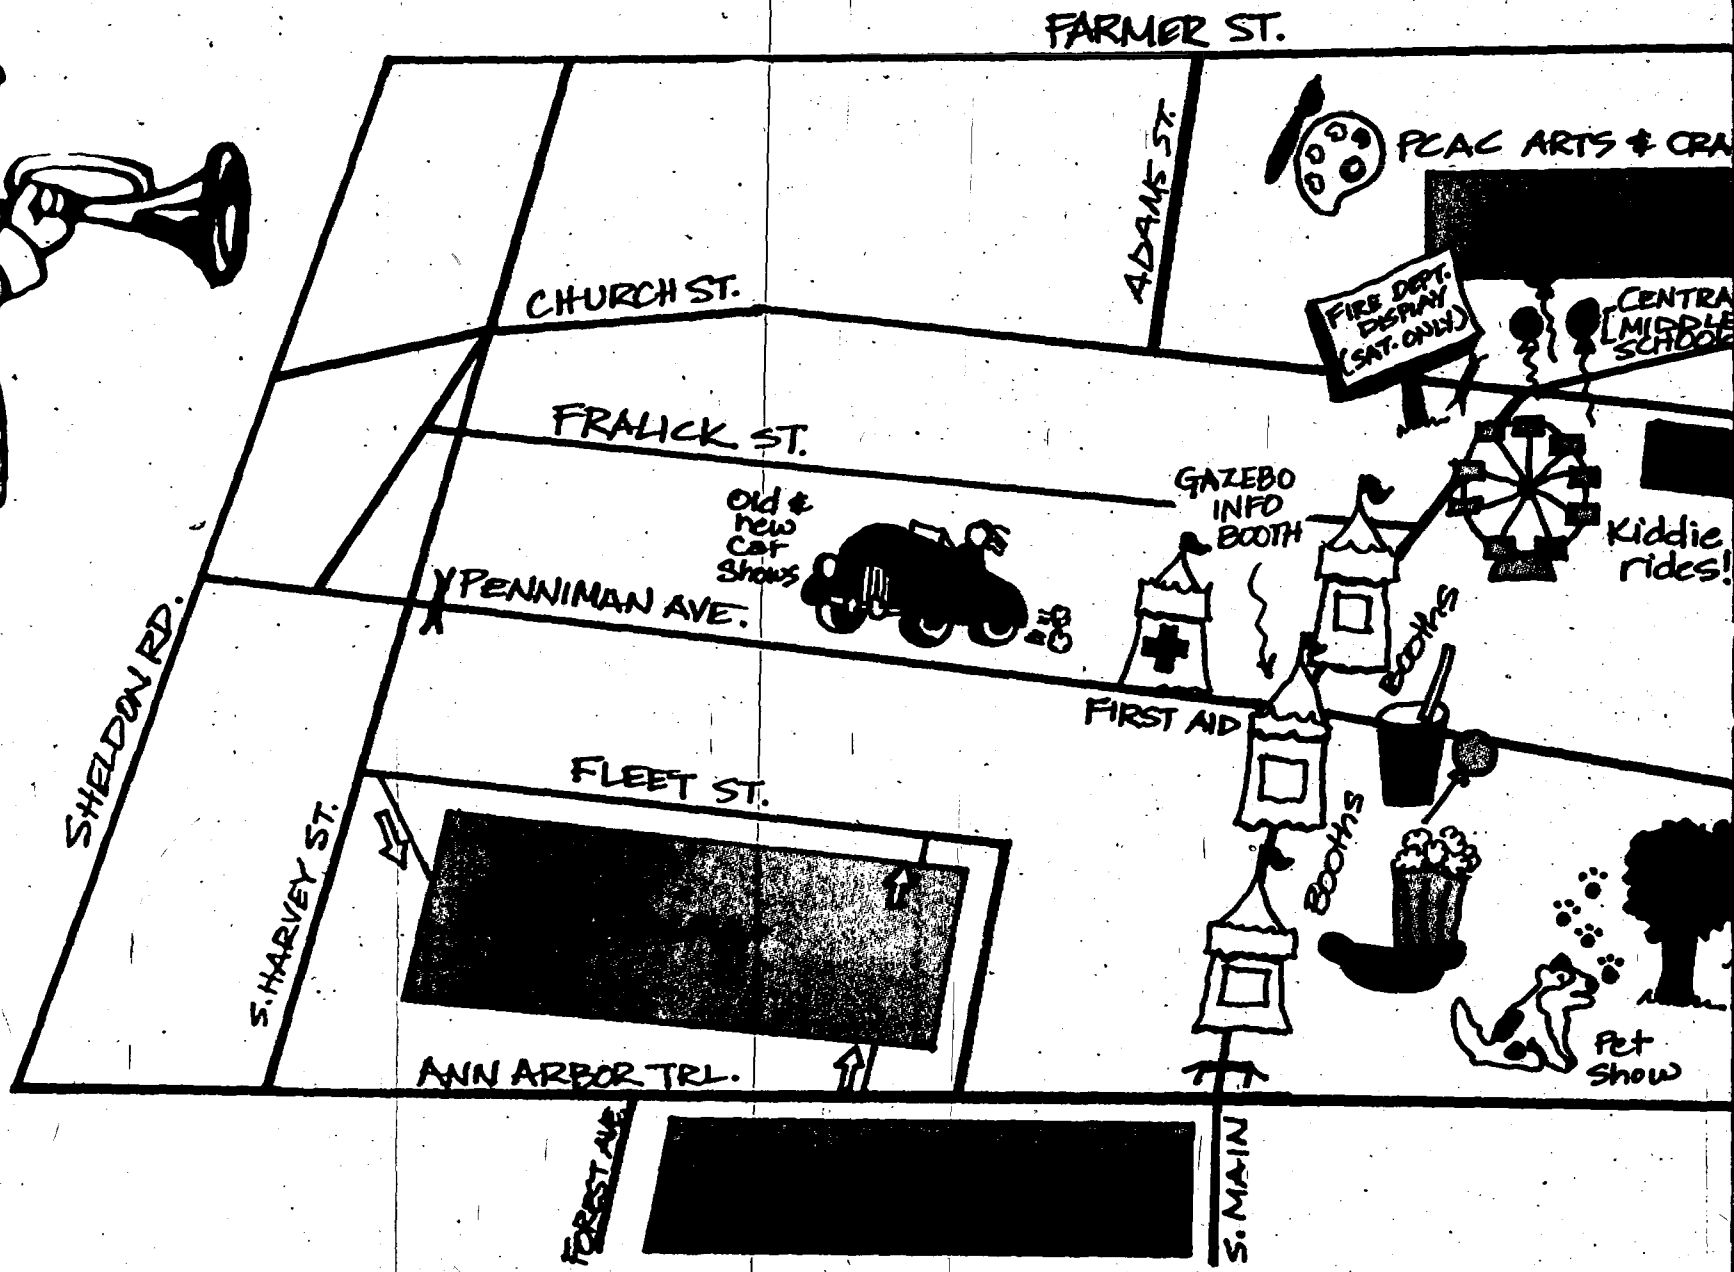 FARMER ST.
ADAMS ST.
PCAC ARTS & CRA
FIRE DEPT.
DISPLAY
(SAT. ONLY)
CENTRA
MIDDLE
SCHOOL
CHURCH ST.
FRALICK ST.
GAZEBO
INFO
BOOTH
Old &
new
Car
Shows
Kiddie
rides!
PENNIMAN AVE.
BOOTHS
FIRST AID
SHELDON RD.
FLEET ST.
BOOTHS
S. HARVEY ST.
Pet
Show
ANN ARBOR TRL.
FOREST AVE.
S. MAIN